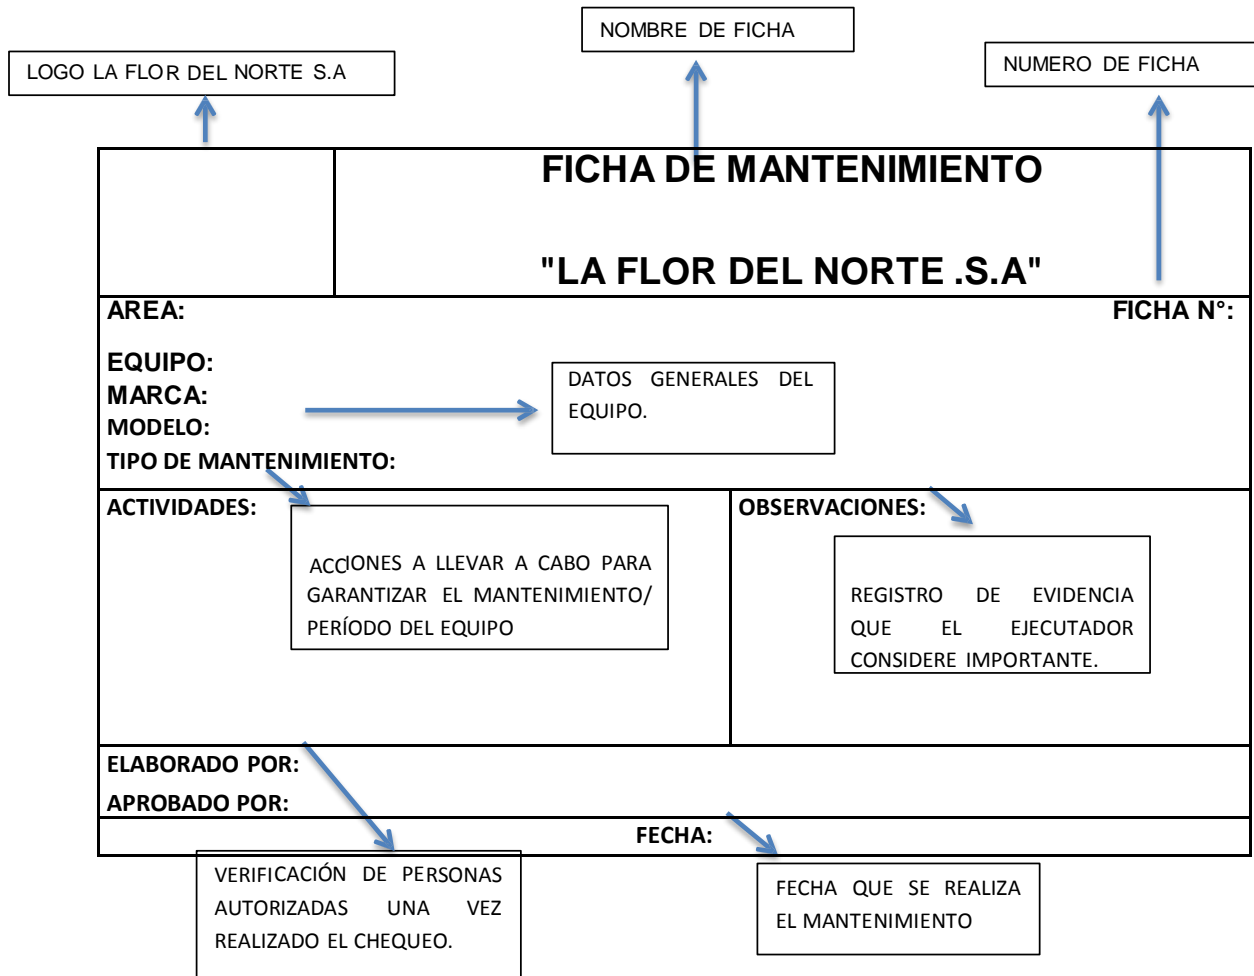 NOMBRE DE FICHA
LOGO LA FLOR DEL NORTE S.A
NUMERO DE FICHA
FICHA DE MANTENIMIENTO
"LA FLOR DEL NORTE .S.A"
AREA:
FICHA N°:
EQUIPO:
MARCA:
MODELO:
TIPO DE MANTENIMIENTO:
DATOS GENERALES DEL
EQUIPO.
ACTIVIDADES:
ACCIONES A LLEVAR A CABO PARA
GARANTIZAR EL MANTENIMIENTO/
PERÍODO DEL EQUIPO
OBSERVACIONES:
REGISTRO DE EVIDENCIA
QUE EL EJECUTADOR
CONSIDERE IMPORTANTE.
ELABORADO POR:
APROBADO POR:
FECHA:
VERIFICACIÓN DE PERSONAS
AUTORIZADAS UNA VEZ
REALIZADO EL CHEQUEO.
FECHA QUE SE REALIZA
EL MANTENIMIENTO